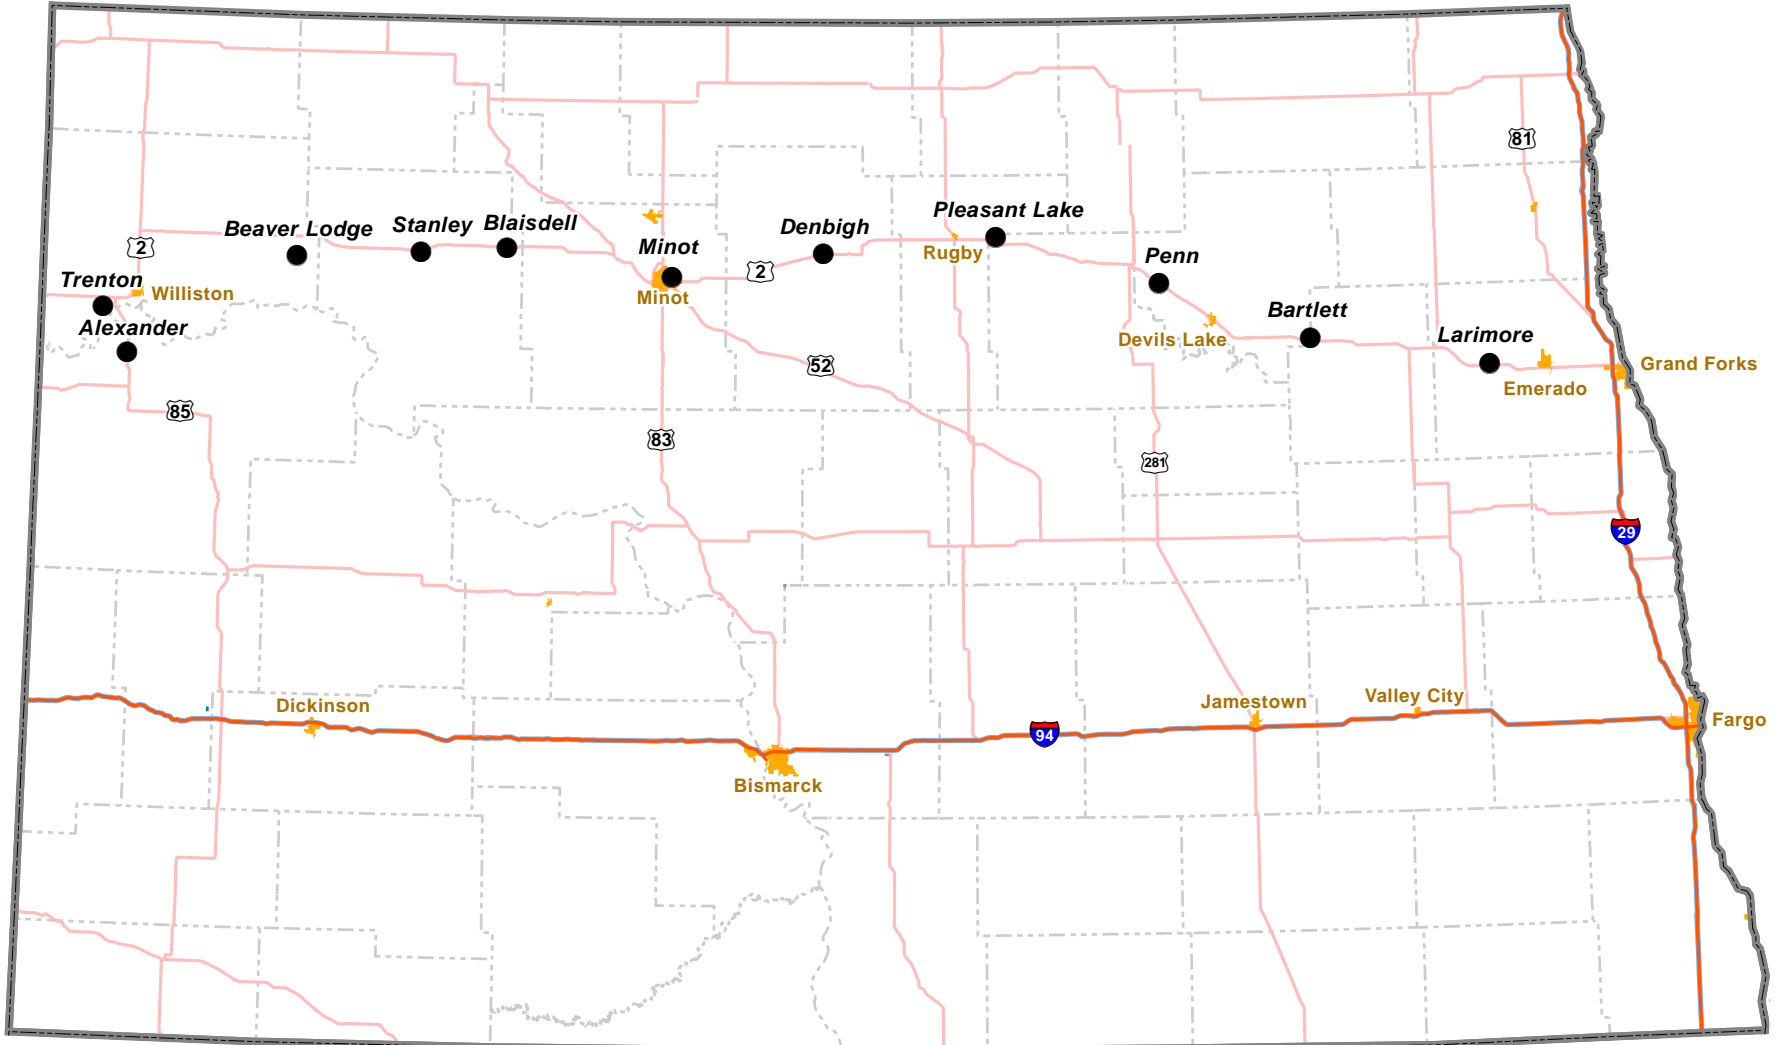 81
Pleasant Lake
Beaver Lodge
Stanley
Blaisdell
Denbigh
2
Minot
Rugby
Penn
2
Trenton
Williston
Minot
Bartlett
Alexander
Devils Lake
Larimore
52
Grand Forks
Emerado
85
83
281
29
Dickinson
Jamestown
Valley City
Fargo
94
Bismarck